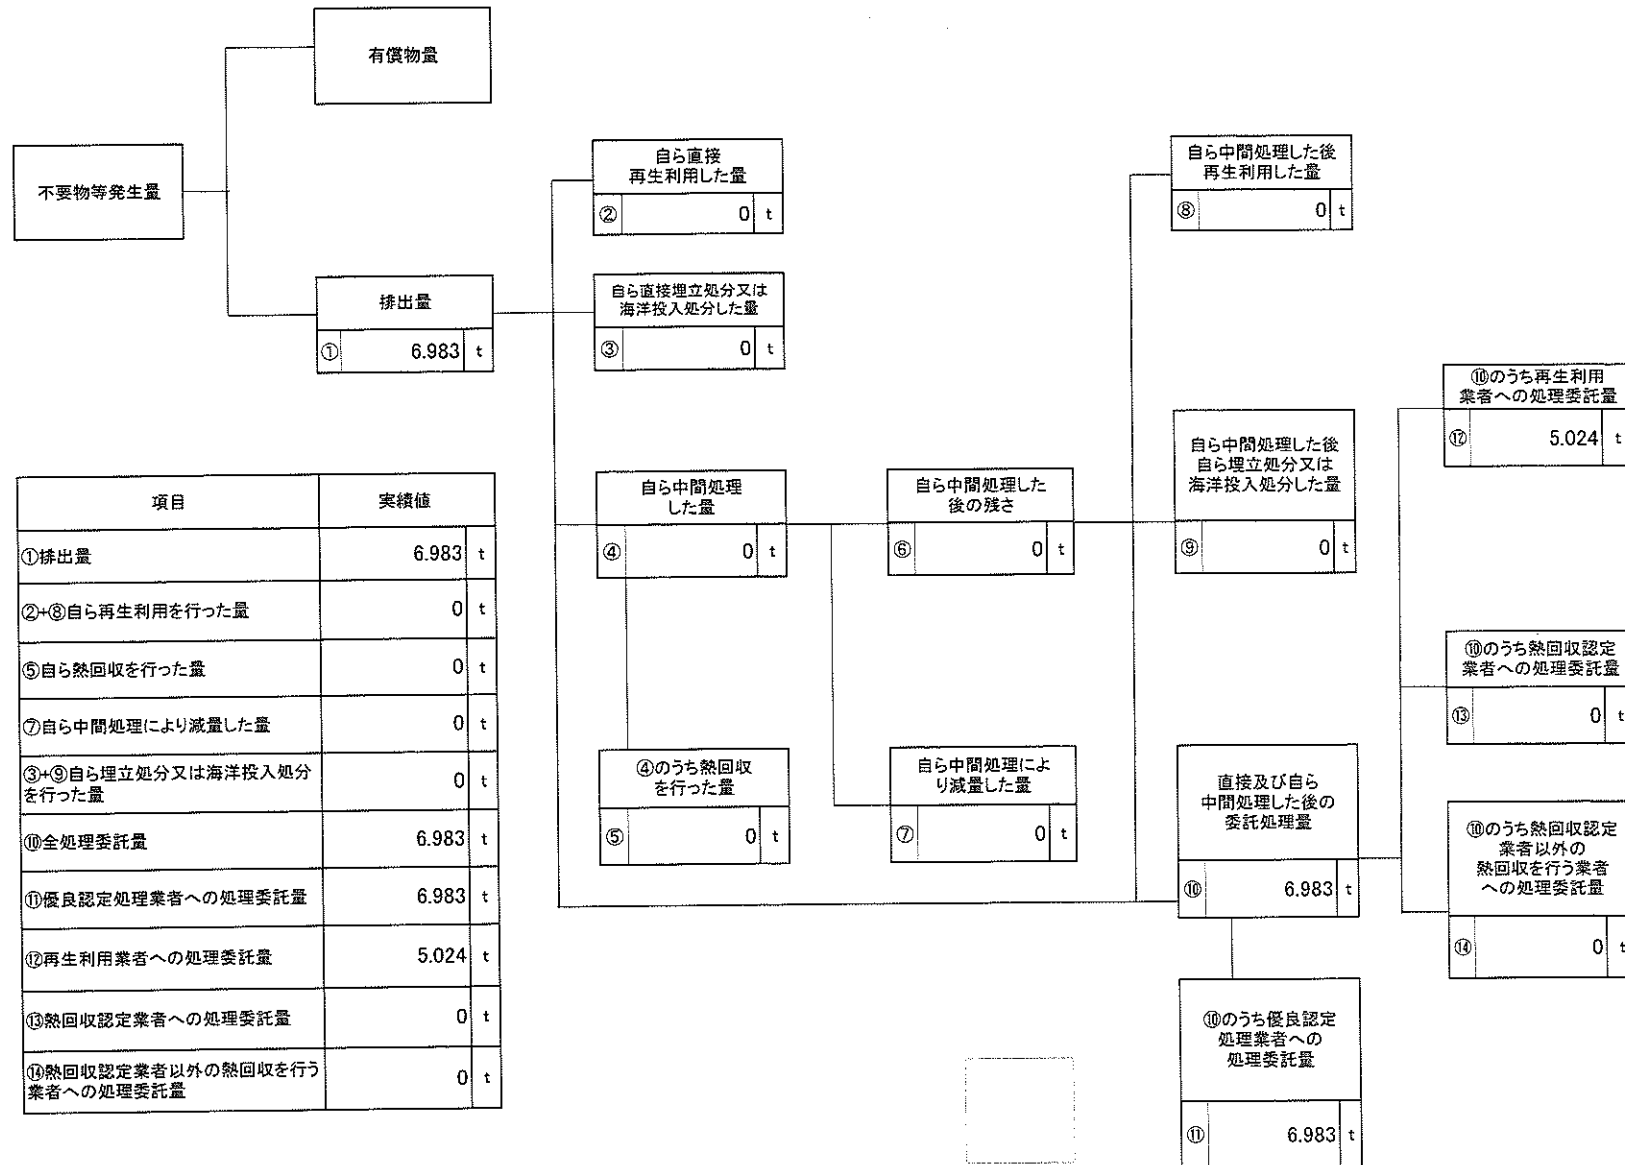 有償物量
不要物等発生量
排出量
① 6.983 t
自ら直接
再生利用した量
② 0 t
自ら直接埋立処分又は
海洋投入処分した量
③ 0 t
自ら中間処理
した量
④ 0 t
④のうち熱回収
を行った量
⑤ 0 t
自ら中間処理した
後の残さ
⑥ 0 t
自ら中間処理によ
り減量した量
⑦ 0 t
自ら中間処理した後
再生利用した量
⑧ 0 t
自ら中間処理した後
自ら埋立処分又は
海洋投入処分した量
⑨ 0 t
直接及び自ら
中間処理した後の
委託処理量
⑩ 6.983 t
⑩のうち優良認定
処理業者への
処理委託量
⑪ 6.983 t
⑩のうち再生利用
業者への処理委託量
⑫ 5.024 t
⑩のうち熱回収認定
業者への処理委託量
⑬ 0 t
⑩のうち熱回収認定
業者以外の
熱回収を行う業者
への処理委託量
⑭ 0 t
項目 実績値
①排出量 6.983 t
②+⑧自ら再生利用を行った量 0 t
⑤自ら熱回収を行った量 0 t
⑦自ら中間処理により減量した量 0 t
③+⑨自ら埋立処分又は海洋投入処分
を行った量 0 t
⑩全処理委託量 6.983 t
⑪優良認定処理業者への処理委託量 6.983 t
⑫再生利用業者への処理委託量 5.024 t
⑬熱回収認定業者への処理委託量 0 t
⑭熱回収認定業者以外の熱回収を行う
業者への処理委託量 0 t